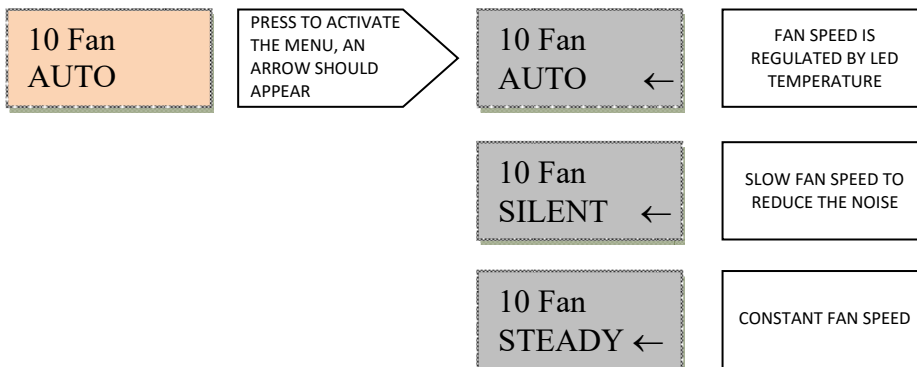 10 Fan
AUTO
PRESS TO ACTIVATE
THE MENU, AN
ARROW SHOULD
APPEAR
10 Fan
AUTO ←
FAN SPEED IS
REGULATED BY LED
TEMPERATURE
10 Fan
SILENT ←
SLOW FAN SPEED TO
REDUCE THE NOISE
10 Fan
STEADY ←
CONSTANT FAN SPEED